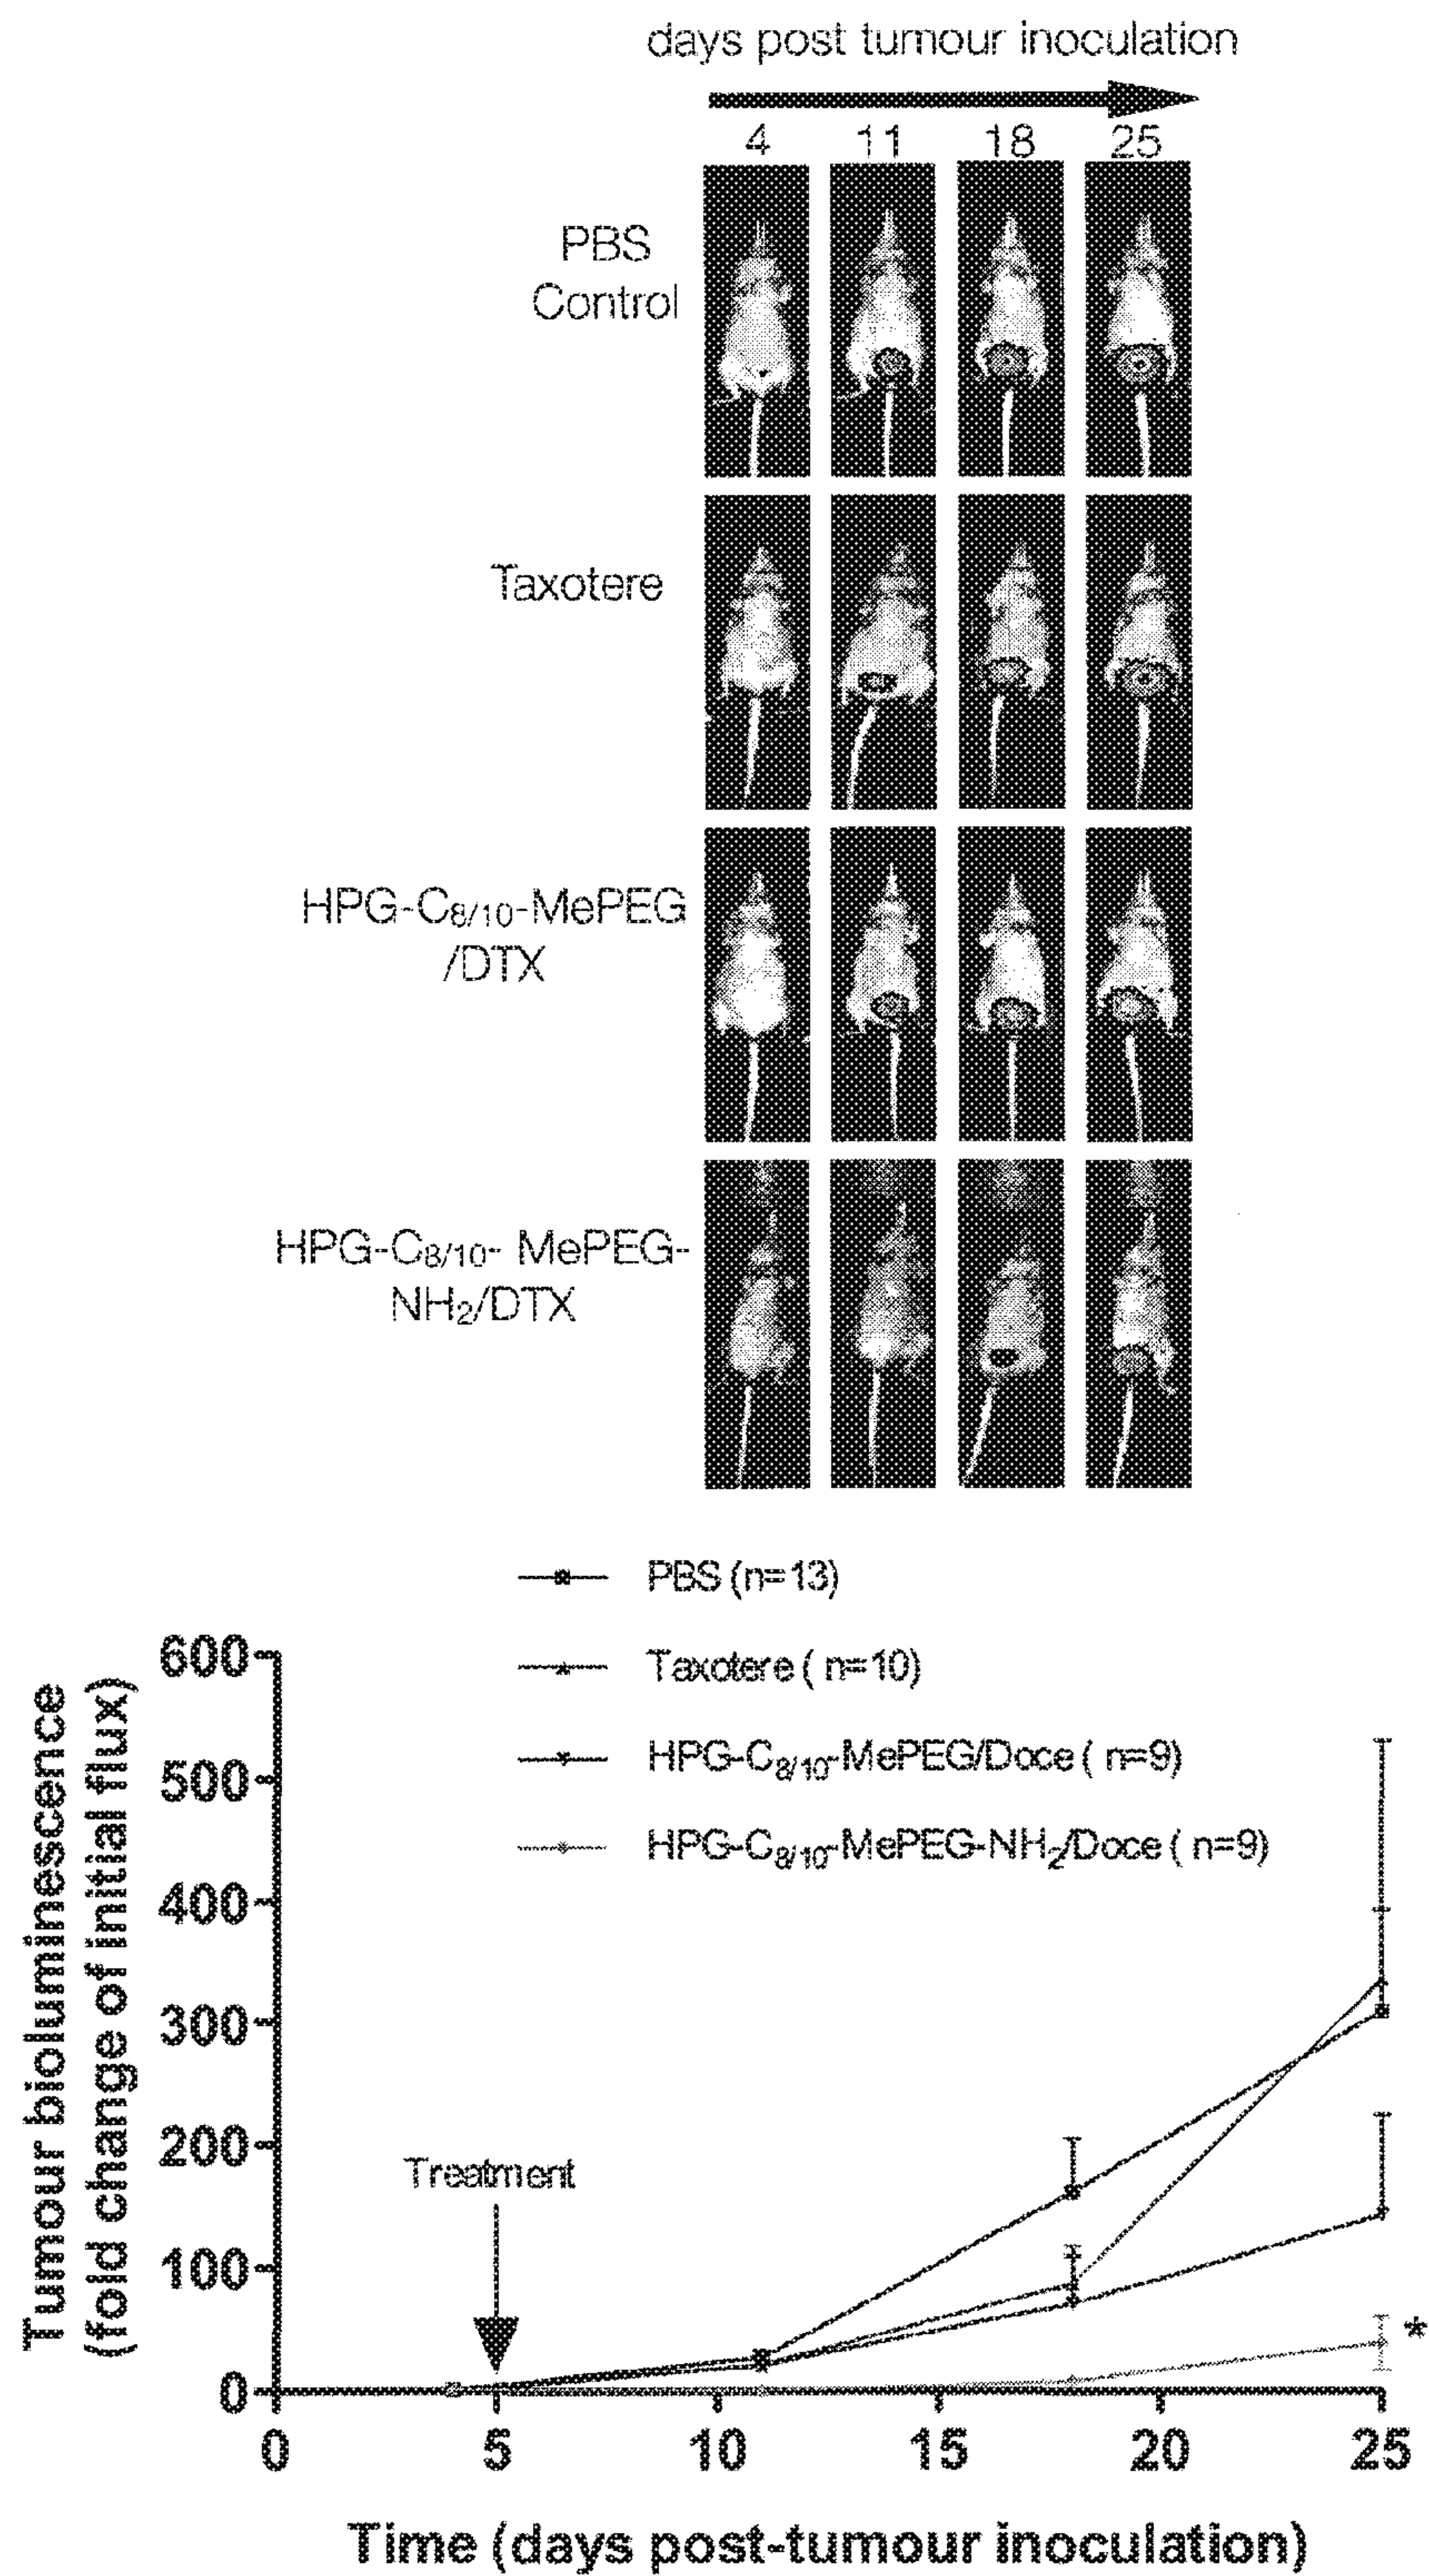 days post tumour inoculation
4 11 18 25
PBS
Control
Taxotere
HPG-C8/10-MePEG
/DTX
HPG-C8/10- MePEG-
NH2/DTX
PBS (n=13)
Taxotere ( n=10)
HPG-C8/10-MePEG/Doce ( n=9)
HPG-C8/10-MePEG-NH2/Doce ( n=9)
Tumour bioluminescence
(fold change of initial flux)
600
500
400
300
200
100
0
Treatment
*
0 5 10 15 20 25
Time (days post-tumour inoculation)